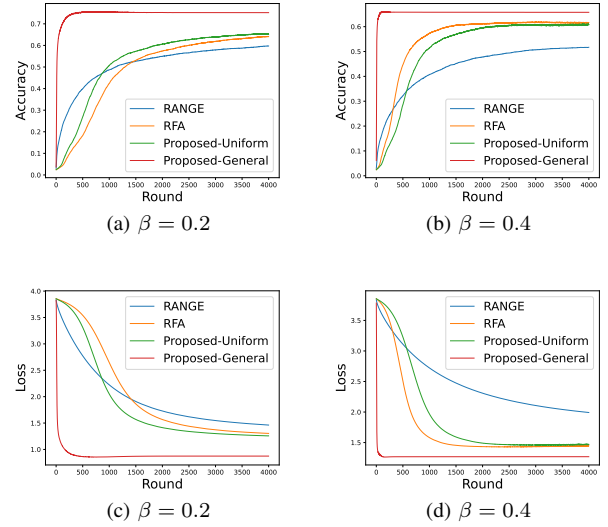 0.7
0.6
0.5
0.4
0.3
0.2
0.1
0.0
Accuracy
RANGE
RFA
Proposed-Uniform
Proposed-General
0 500 1000 1500 2000 2500 3000 3500 4000
Round
(a) β = 0.2
0.6
0.5
0.4
0.3
0.2
0.1
0.0
Accuracy
RANGE
RFA
Proposed-Uniform
Proposed-General
0 500 1000 1500 2000 2500 3000 3500 4000
Round
(b) β = 0.4
4.0
3.5
3.0
2.5
2.0
1.5
1.0
Loss
RANGE
RFA
Proposed-Uniform
Proposed-General
0 500 1000 1500 2000 2500 3000 3500 4000
Round
(c) β = 0.2
3.5
3.0
2.5
2.0
1.5
Loss
RANGE
RFA
Proposed-Uniform
Proposed-General
0 500 1000 1500 2000 2500 3000 3500 4000
Round
(d) β = 0.4